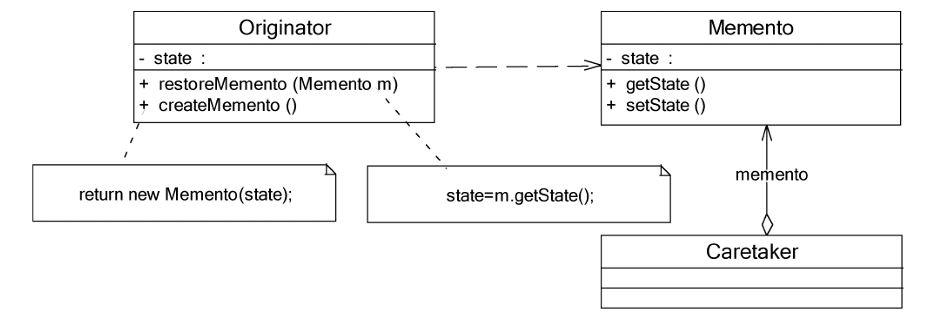 Originator
- state :
+ restoreMemento (Memento m)
+ createMemento ()
Memento
- state :
+ getState ()
+ setState ()
return new Memento(state);
state=m.getState();
memento
Caretaker